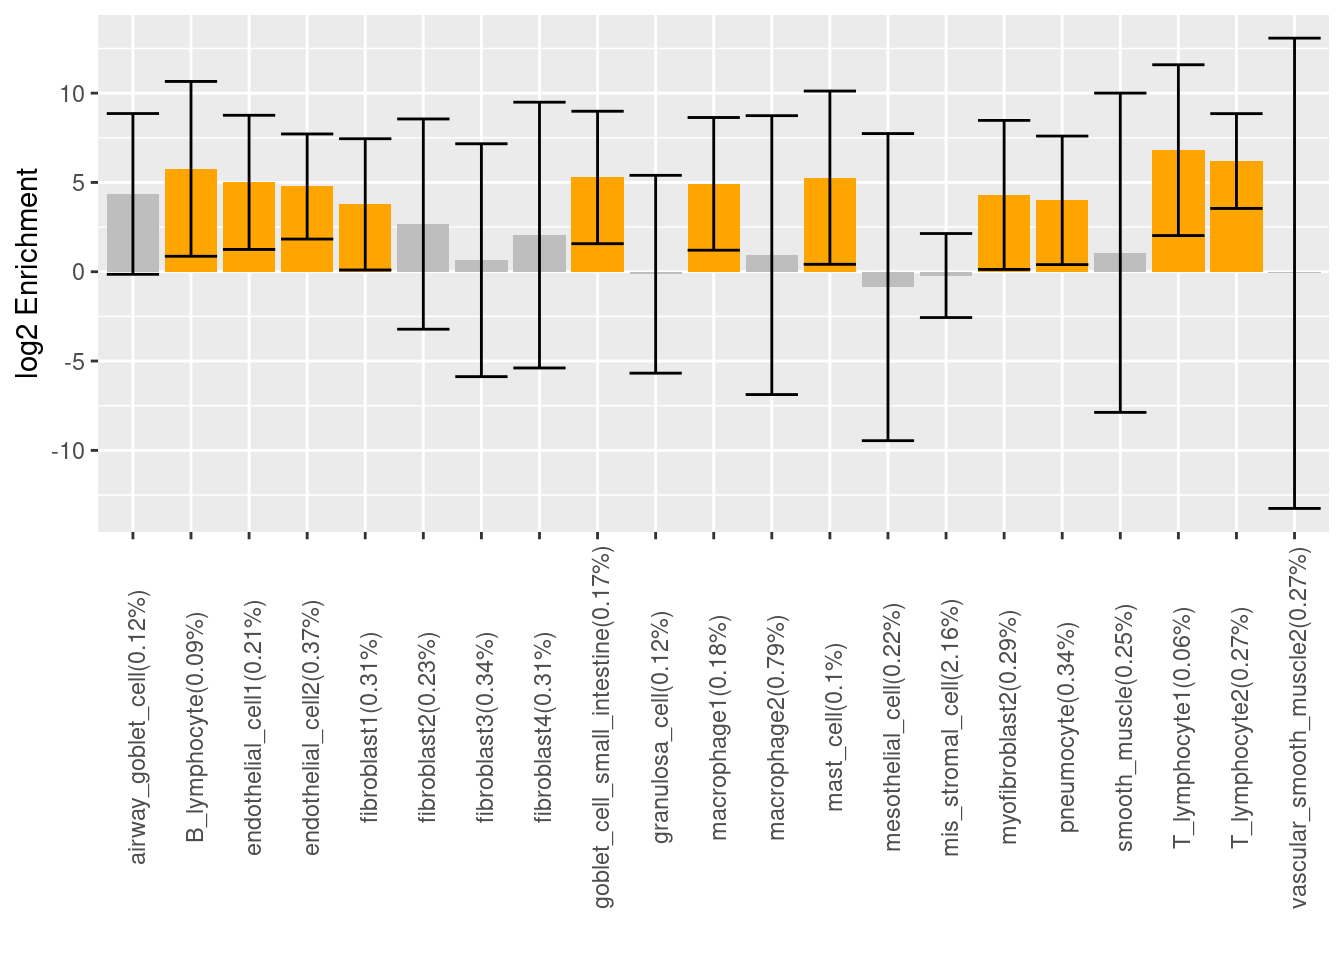 log2 Enrichment
10
5
0
-5
-10
airway_goblet_cell(0.12%)
B_lymphocyte(0.09%)
endothelial_cell1(0.21%)
endothelial_cell2(0.37%)
fibroblast1(0.31%)
fibroblast2(0.23%)
fibroblast3(0.34%)
fibroblast4(0.31%)
goblet_cell_small_intestine(0.17%)
granulosa_cell(0.12%)
macrophage1(0.18%)
macrophage2(0.79%)
mast_cell(0.1%)
mesothelial_cell(0.22%)
mis_stromal_cell(2.16%)
myofibroblast2(0.29%)
pneumocyte(0.34%)
smooth_muscle(0.25%)
T_lymphocyte1(0.06%)
T_lymphocyte2(0.27%)
vascular_smooth_muscle2(0.27%)